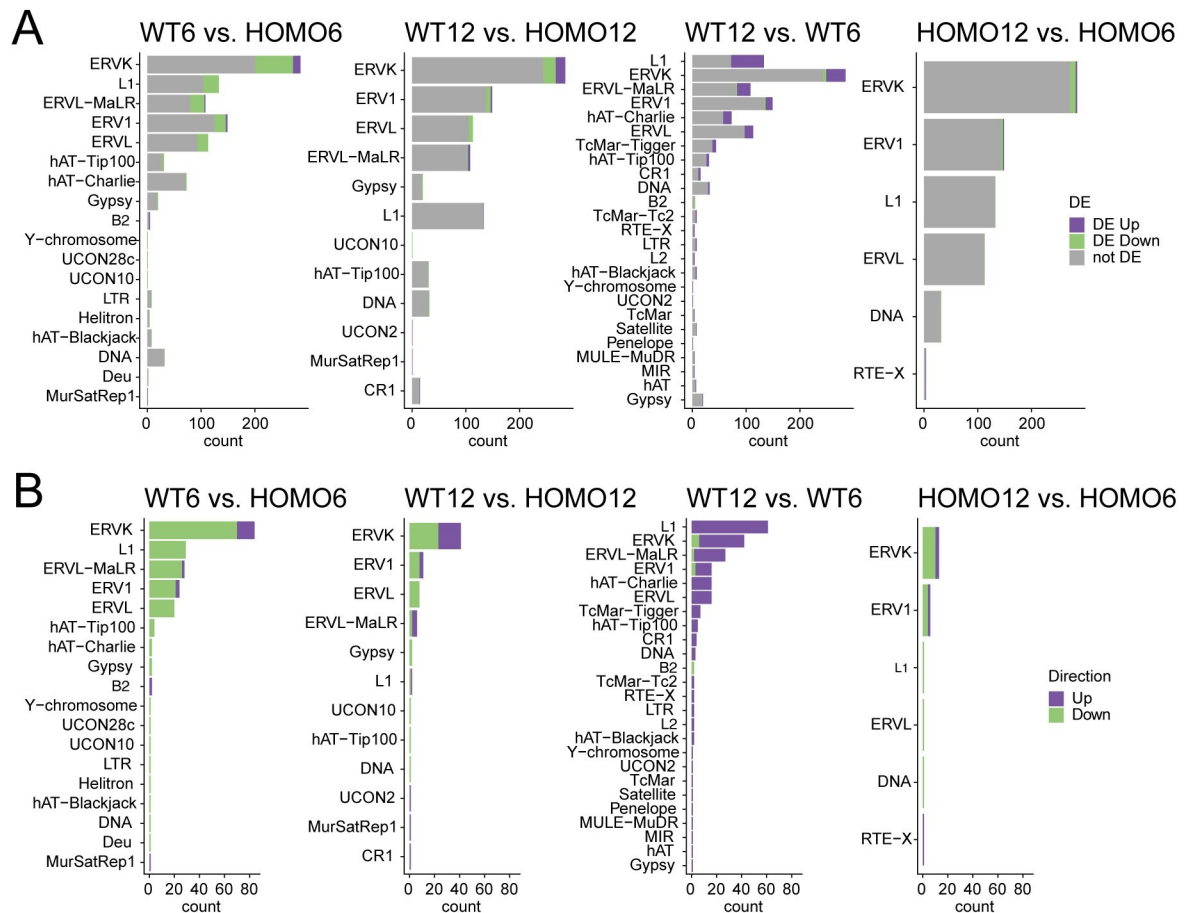 A
WT6 vs. HOMO6
ERVK
L1
ERVL−MaLR
ERV1
ERVL
hAT−Tip100
hAT−Charlie
Gypsy
B2
Y−chromosome
UCON28c
UCON10
LTR
Helitron
hAT−Blackjack
DNA
Deu
MurSatRep1
0 100 200
count
WT12 vs. HOMO12
ERVK
ERV1
ERVL
ERVL−MaLR
Gypsy
L1
UCON10
hAT−Tip100
DNA
UCON2
MurSatRep1
CR1
0 100 200
count
WT12 vs. WT6
L1
ERVK
ERVL−MaLR
ERV1
hAT−Charlie
ERVL
TcMar−Tigger
hAT−Tip100
CR1
DNA
B2
TcMar−Tc2
RTE−X
LTR
L2
hAT−Blackjack
Y−chromosome
UCON2
TcMar
Satellite
Penelope
MULE−MuDR
MIR
hAT
Gypsy
0 100 200
count
HOMO12 vs. HOMO6
ERVK
ERV1
L1
ERVL
DNA
RTE−X
0 100 200
count
DE
DE Up
DE Down
not DE
B
WT6 vs. HOMO6
ERVK
L1
ERVL−MaLR
ERV1
ERVL
hAT−Tip100
hAT−Charlie
Gypsy
B2
Y−chromosome
UCON28c
UCON10
LTR
Helitron
hAT−Blackjack
DNA
Deu
MurSatRep1
0 20 40 60 80
count
WT12 vs. HOMO12
ERVK
ERV1
ERVL
ERVL−MaLR
Gypsy
L1
UCON10
hAT−Tip100
DNA
UCON2
MurSatRep1
CR1
0 20 40 60 80
count
WT12 vs. WT6
L1
ERVK
ERVL−MaLR
ERV1
hAT−Charlie
ERVL
TcMar−Tigger
hAT−Tip100
CR1
DNA
B2
TcMar−Tc2
RTE−X
LTR
L2
hAT−Blackjack
Y−chromosome
UCON2
TcMar
Satellite
Penelope
MULE−MuDR
MIR
hAT
Gypsy
0 20 40 60 80
count
HOMO12 vs. HOMO6
ERVK
ERV1
L1
ERVL
DNA
RTE−X
0 20 40 60 80
count
Direction
Up
Down